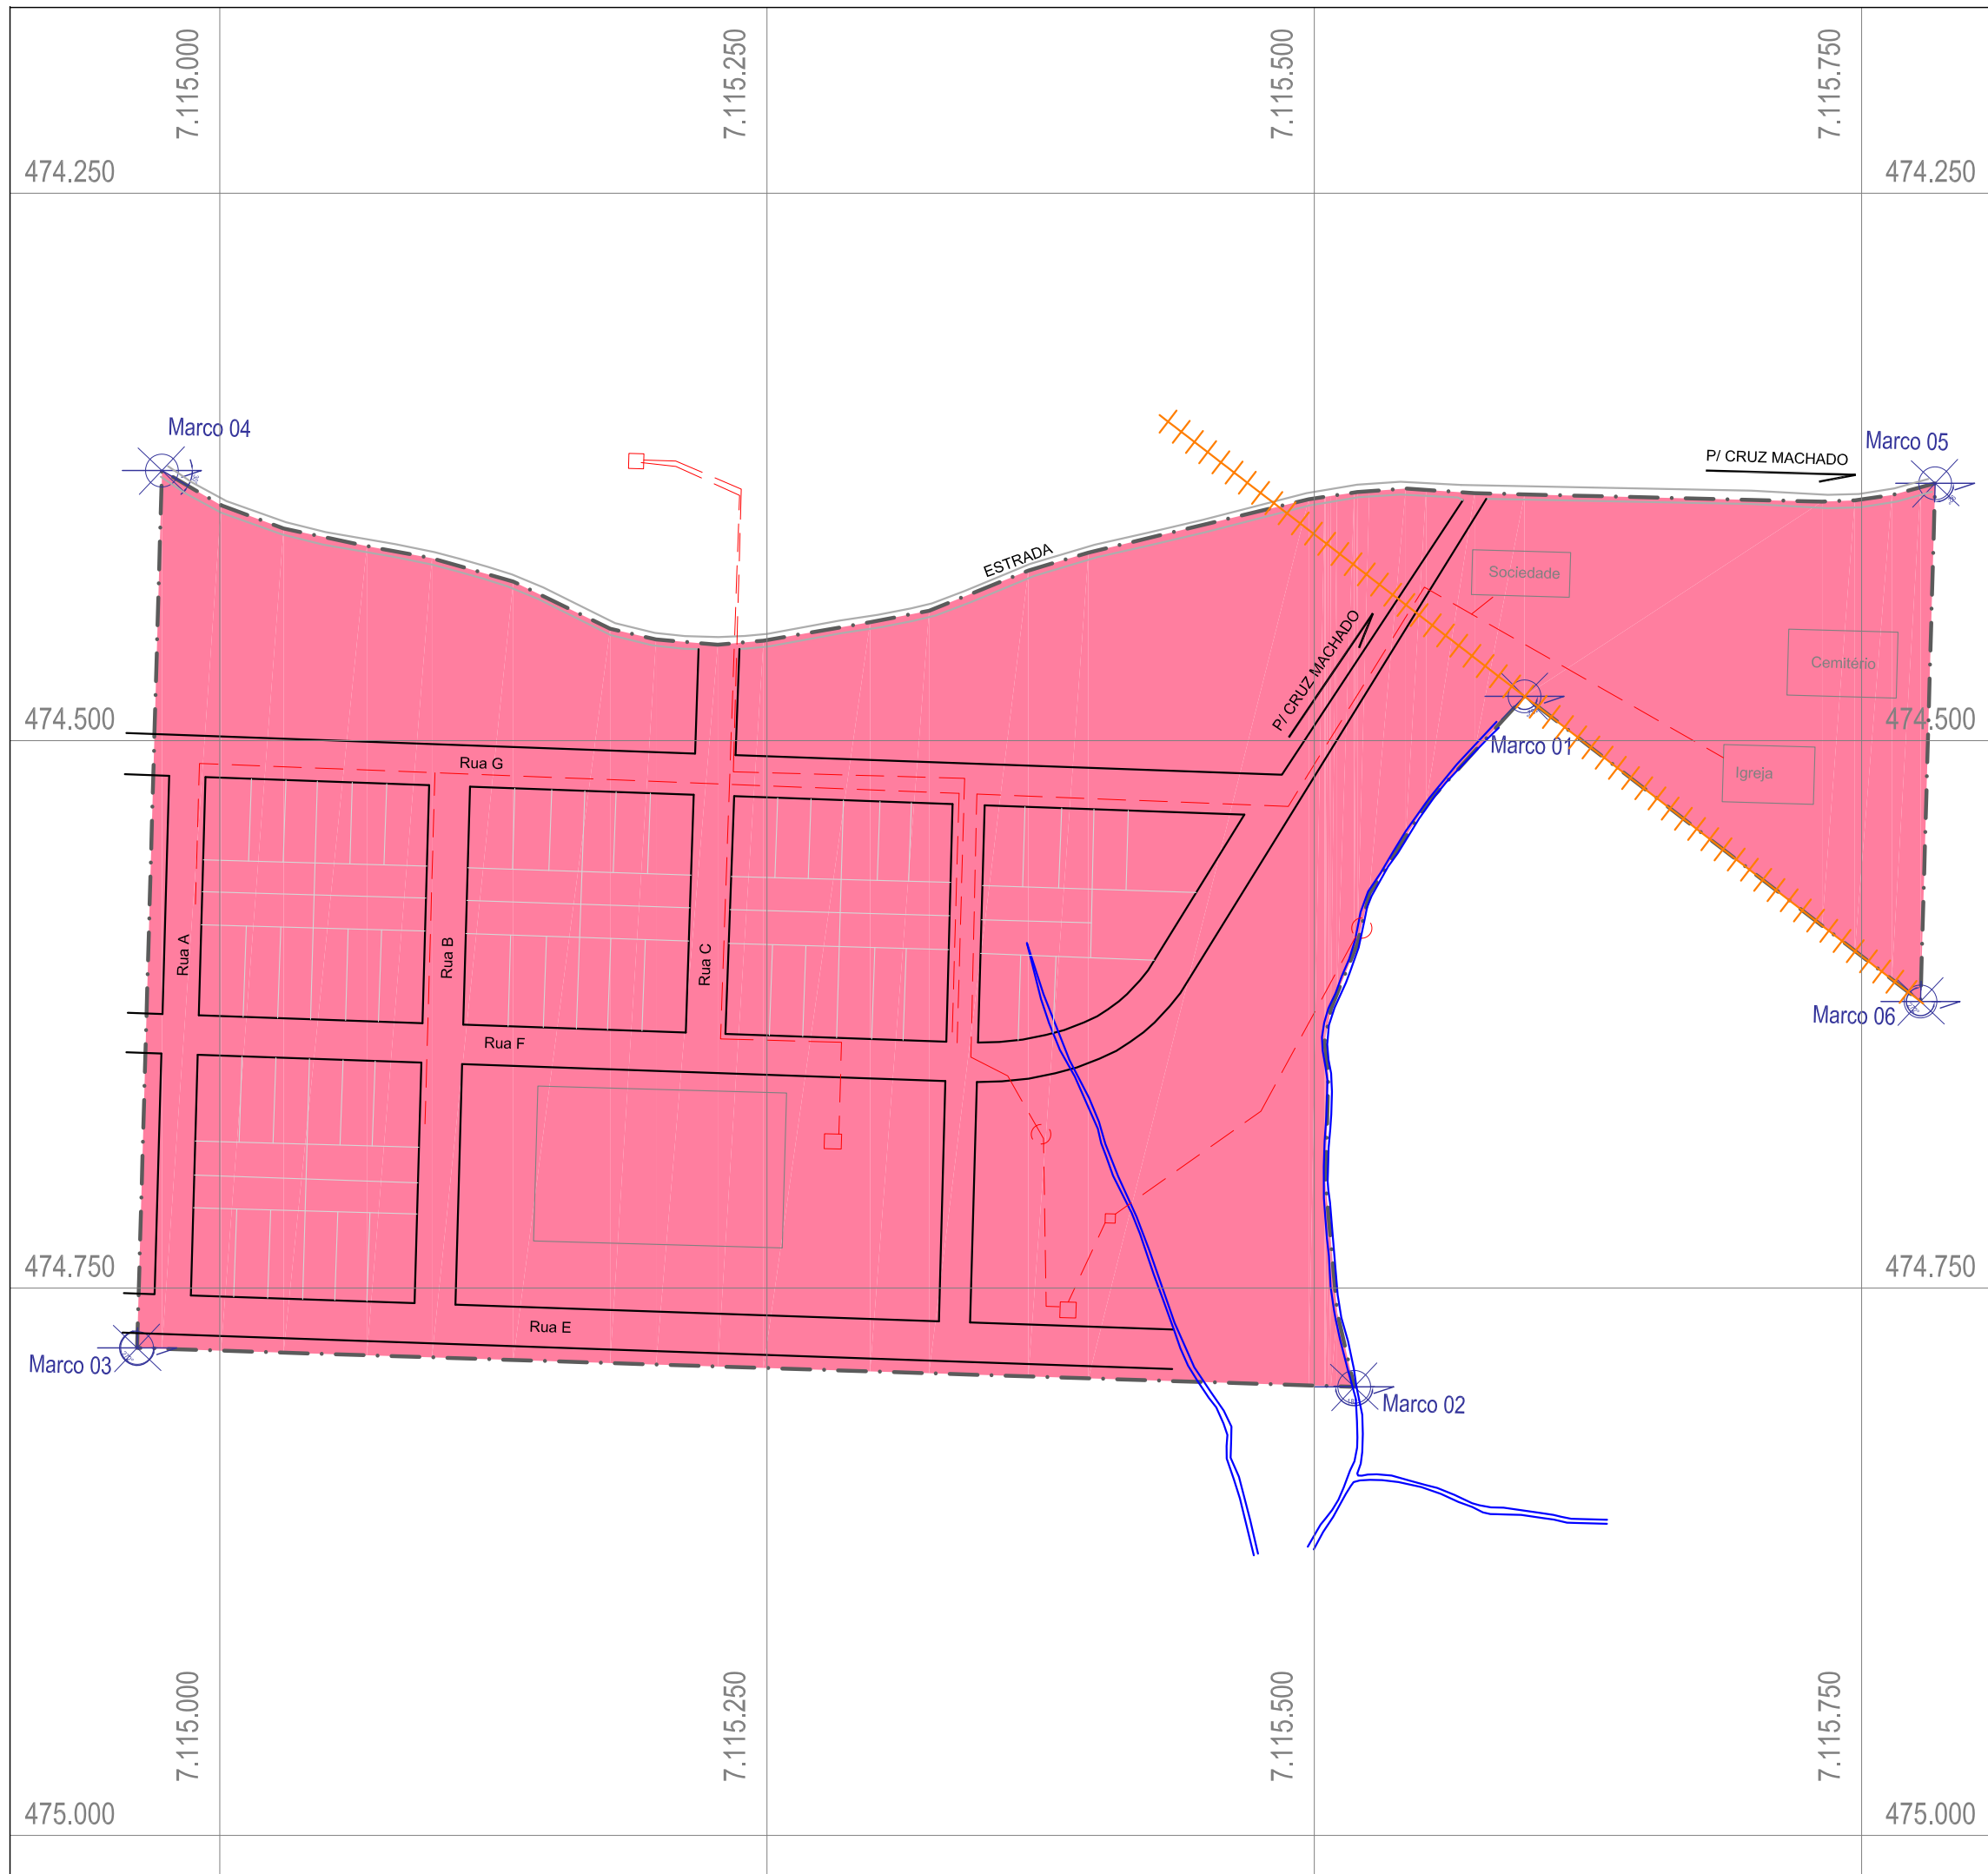 7.115.000
7.115.250
7.115.500
7.115.750
474.250
474.250
Marco 04
Marco 05
P/ CRUZ MACHADO
ESTRADA
Sociedade
P/ CRUZ MACHADO
Cemitério
474.500
474.500
Marco 01
Rua G
Igreja
Rua A
Rua B
Rua C
Marco 06
Rua F
474.750
474.750
Rua E
Marco 03
Marco 02
7.115.000
7.115.250
7.115.500
7.115.750
475.000
475.000